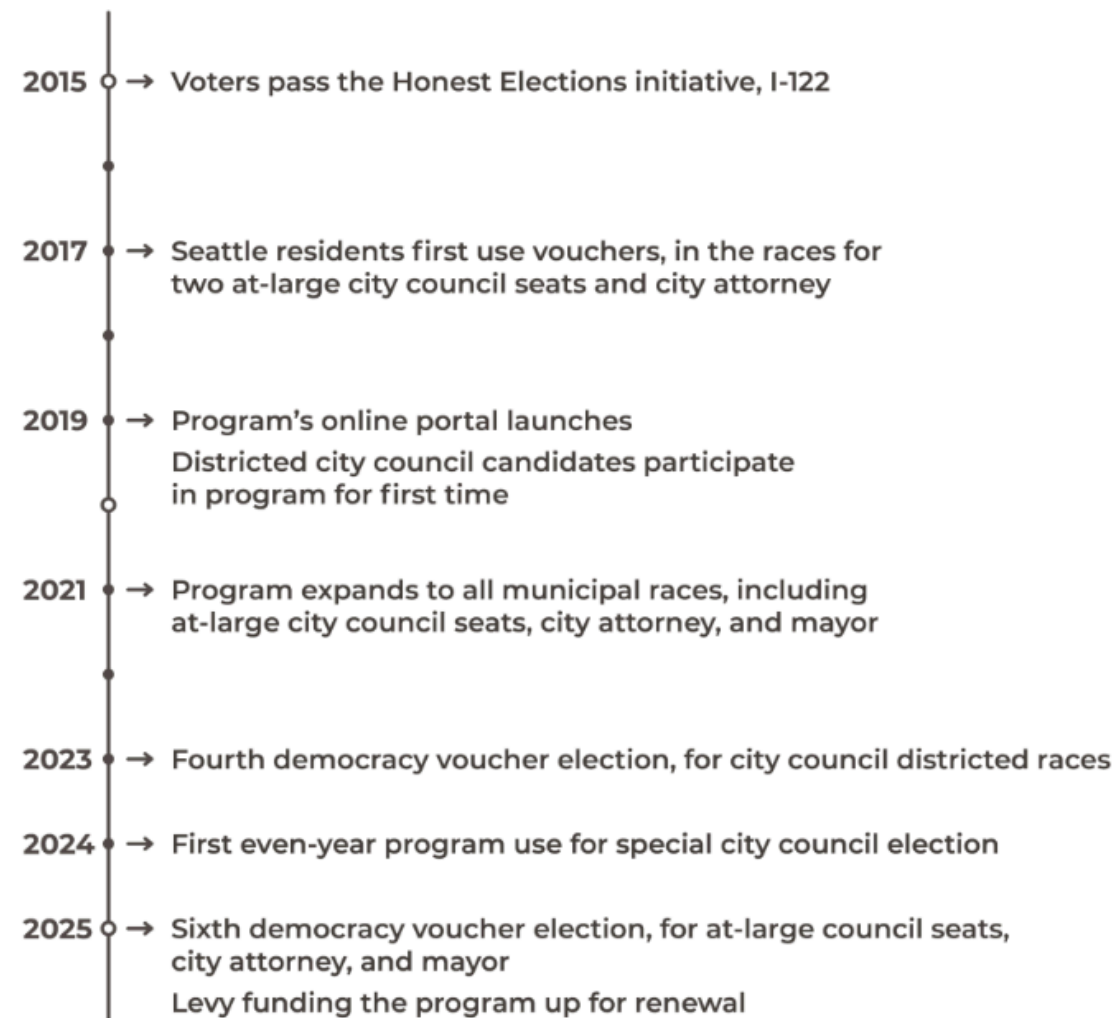 2015 → Voters pass the Honest Elections initiative, I-122
2017 → Seattle residents first use vouchers, in the races for
two at-large city council seats and city attorney
2019 → Program’s online portal launches
Districted city council candidates participate
in program for first time
2021 → Program expands to all municipal races, including
at-large city council seats, city attorney, and mayor
2023 → Fourth democracy voucher election, for city council districted races
2024 → First even-year program use for special city council election
2025 → Sixth democracy voucher election, for at-large council seats,
city attorney, and mayor
Levy funding the program up for renewal